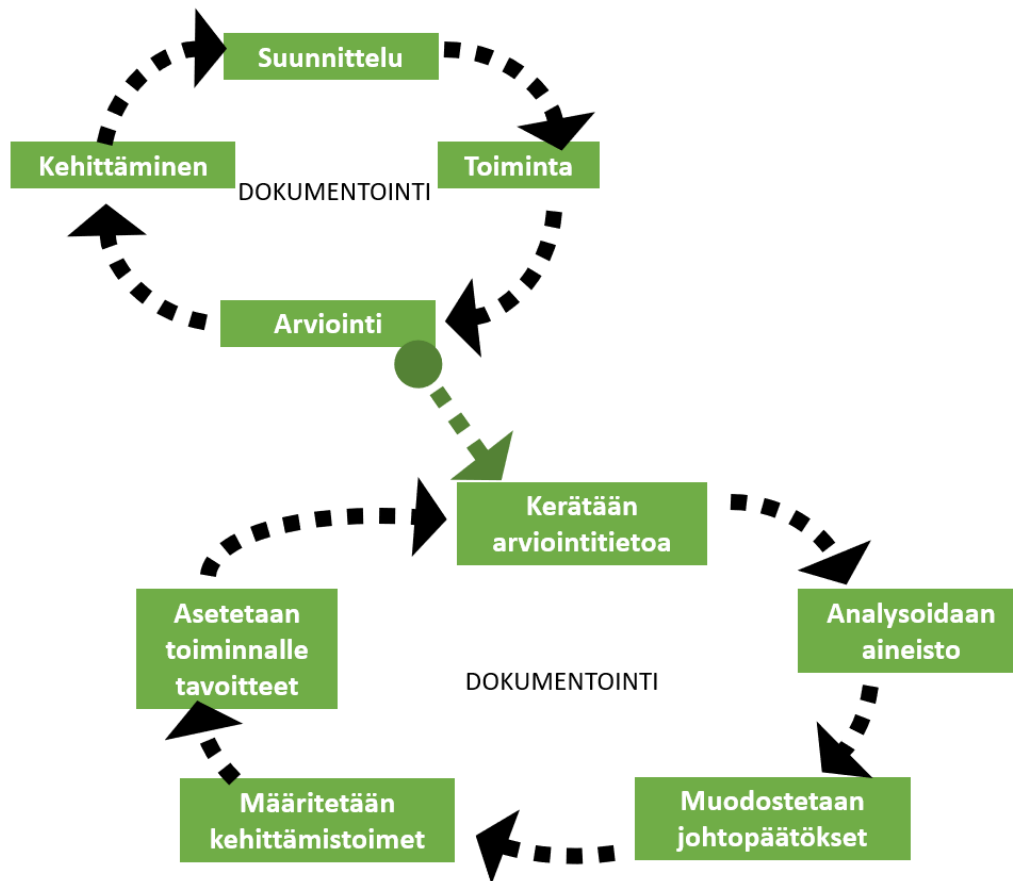 Suunnittelu
Kehittäminen
Toiminta
DOKUMENTOINTI
Arviointi
Kerätään
arviointitietoa
Asetetaan
toiminnalle
tavoitteet
Analysoidaan
aineisto
DOKUMENTOINTI
Määritetään
kehittämistoimet
Muodostetaan
johtopäätökset